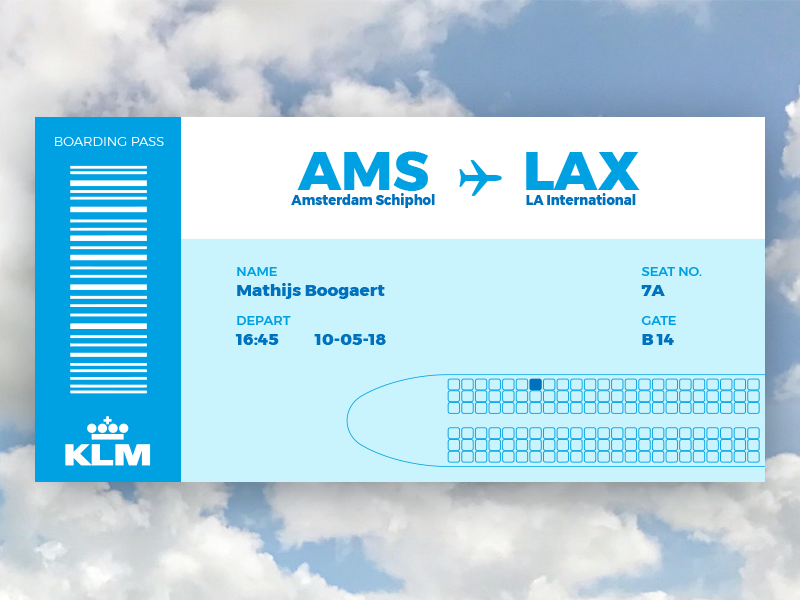 BOARDING PASS
KLM
AMS LAX
Amsterdam Schiphol LA International
NAME
Mathijs Boogaert
DEPART
16:45 10-05-18
SEAT NO.
7A
GATE
B 14